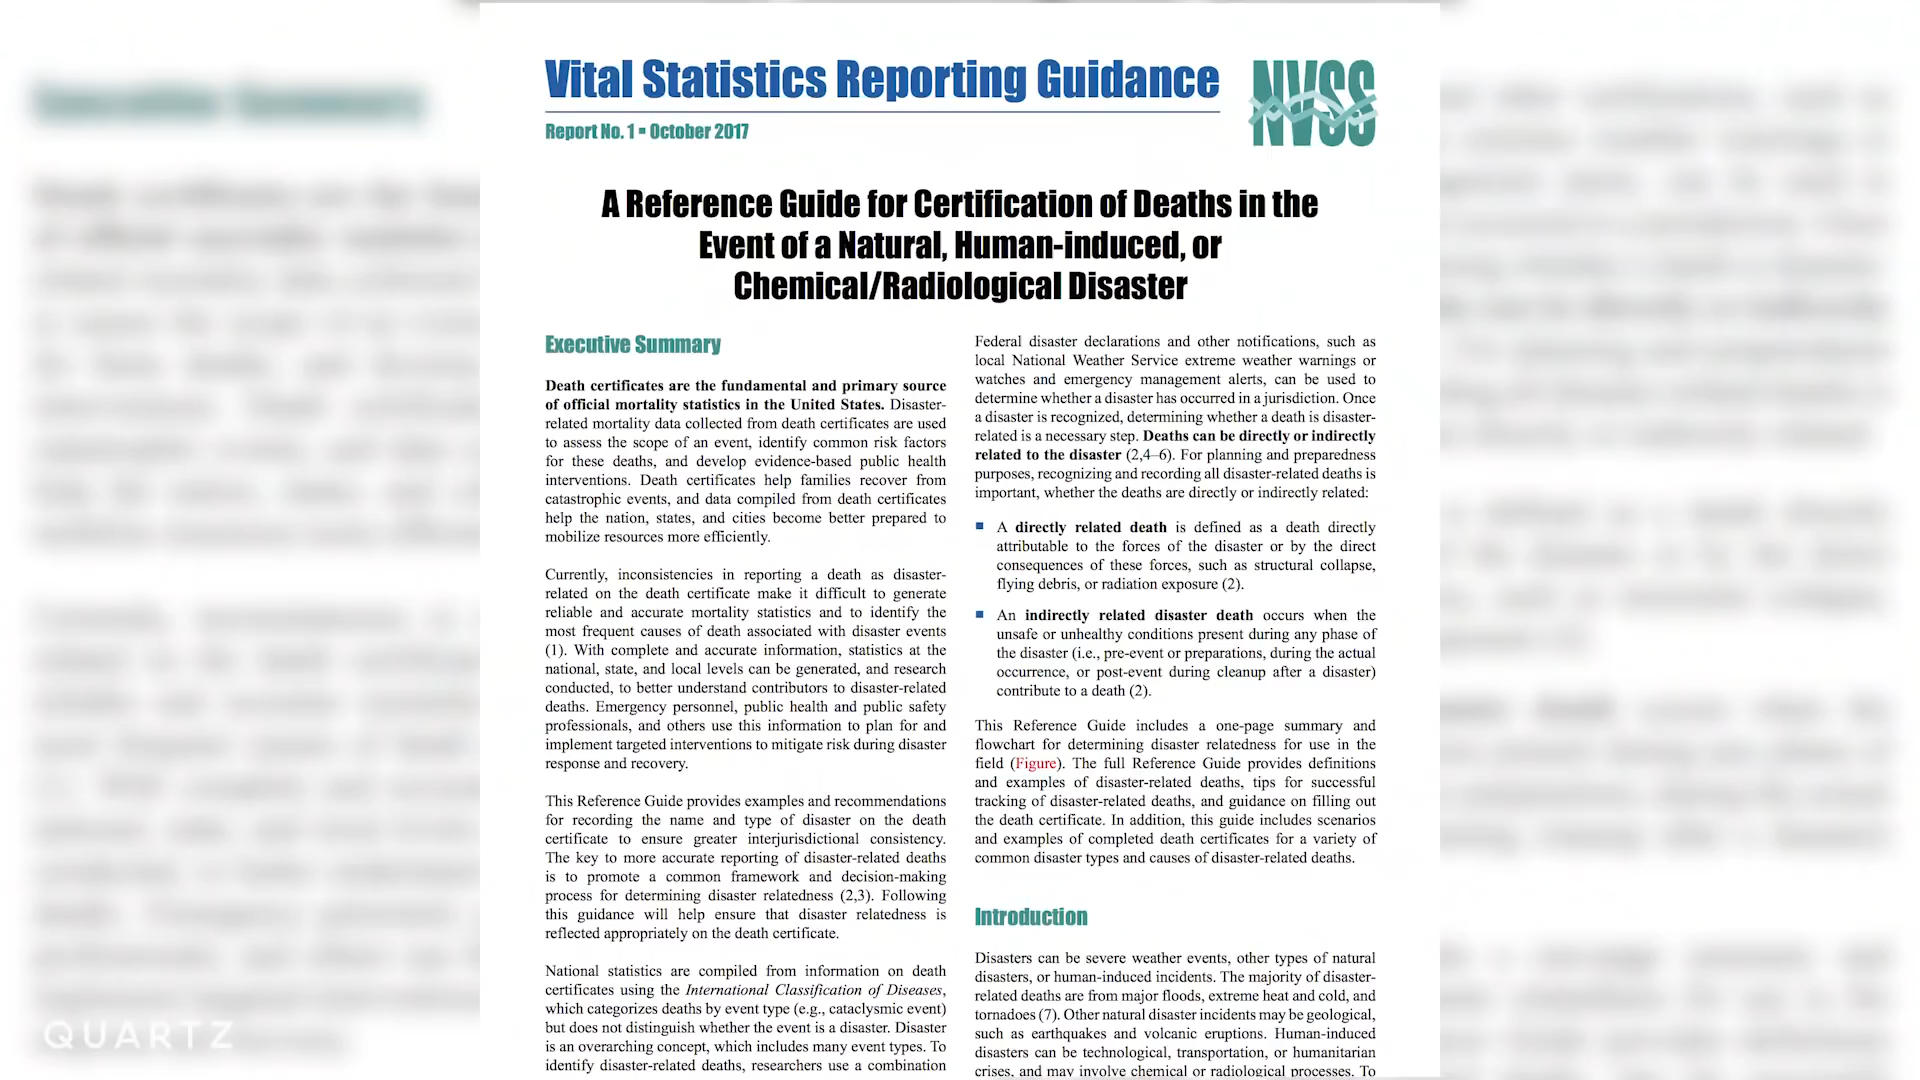 Vital Statistics Reporting Guidance
NVSS
Report No. 1 ▪ October 2017
A Reference Guide for Certification of Deaths in the
Event of a Natural, Human-induced, or
Chemical/Radiological Disaster
Executive Summary
Death certificates are the fundamental and primary source
of official mortality statistics in the United States. Disaster-
related mortality data collected from death certificates are used
to assess the scope of an event, identify common risk factors
for these deaths, and develop evidence-based public health
interventions. Death certificates help families recover from
catastrophic events, and data compiled from death certificates
help the nation, states, and cities become better prepared to
mobilize resources more efficiently.
Currently, inconsistencies in reporting a death as disaster-
related on the death certificate make it difficult to generate
reliable and accurate mortality statistics and to identify the
most frequent causes of death associated with disaster events
(1). With complete and accurate information, statistics at the
national, state, and local levels can be generated, and research
conducted, to better understand contributors to disaster-related
deaths. Emergency personnel, public health and public safety
professionals, and others use this information to plan for and
implement targeted interventions to mitigate risk during disaster
response and recovery.
This Reference Guide provides examples and recommendations
for recording the name and type of disaster on the death
certificate to ensure greater interjurisdictional consistency.
The key to more accurate reporting of disaster-related deaths
is to promote a common framework and decision-making
process for determining disaster relatedness (2,3). Following
this guidance will help ensure that disaster relatedness is
reflected appropriately on the death certificate.
National statistics are compiled from information on death
certificates using the International Classification of Diseases,
which categorizes deaths by event type (e.g., cataclysmic event)
but does not distinguish whether the event is a disaster. Disaster
is an overarching concept, which includes many event types. To
identify disaster-related deaths, researchers use a combination
Federal disaster declarations and other notifications, such as
local National Weather Service extreme weather warnings or
watches and emergency management alerts, can be used to
determine whether a disaster has occurred in a jurisdiction. Once
a disaster is recognized, determining whether a death is disaster-
related is a necessary step. Deaths can be directly or indirectly
related to the disaster (2,4–6). For planning and preparedness
purposes, recognizing and recording all disaster-related deaths is
important, whether the deaths are directly or indirectly related:
▪ A directly related death is defined as a death directly
attributable to the forces of the disaster or by the direct
consequences of these forces, such as structural collapse,
flying debris, or radiation exposure (2).
▪ An indirectly related disaster death occurs when the
unsafe or unhealthy conditions present during any phase of
the disaster (i.e., pre-event or preparations, during the actual
occurrence, or post-event during cleanup after a disaster)
contribute to a death (2).
This Reference Guide includes a one-page summary and
flowchart for determining disaster relatedness for use in the
field (Figure). The full Reference Guide provides definitions
and examples of disaster-related deaths, tips for successful
tracking of disaster-related deaths, and guidance on filling out
the death certificate. In addition, this guide includes scenarios
and examples of completed death certificates for a variety of
common disaster types and causes of disaster-related deaths.
Introduction
Disasters can be severe weather events, other types of natural
disasters, or human-induced incidents. The majority of disaster-
related deaths are from major floods, extreme heat and cold, and
tornadoes (7). Other natural disaster incidents may be geological,
such as earthquakes and volcanic eruptions. Human-induced
disasters can be technological, transportation, or humanitarian
crises, and may involve chemical or radiological processes. To
QUARTZ